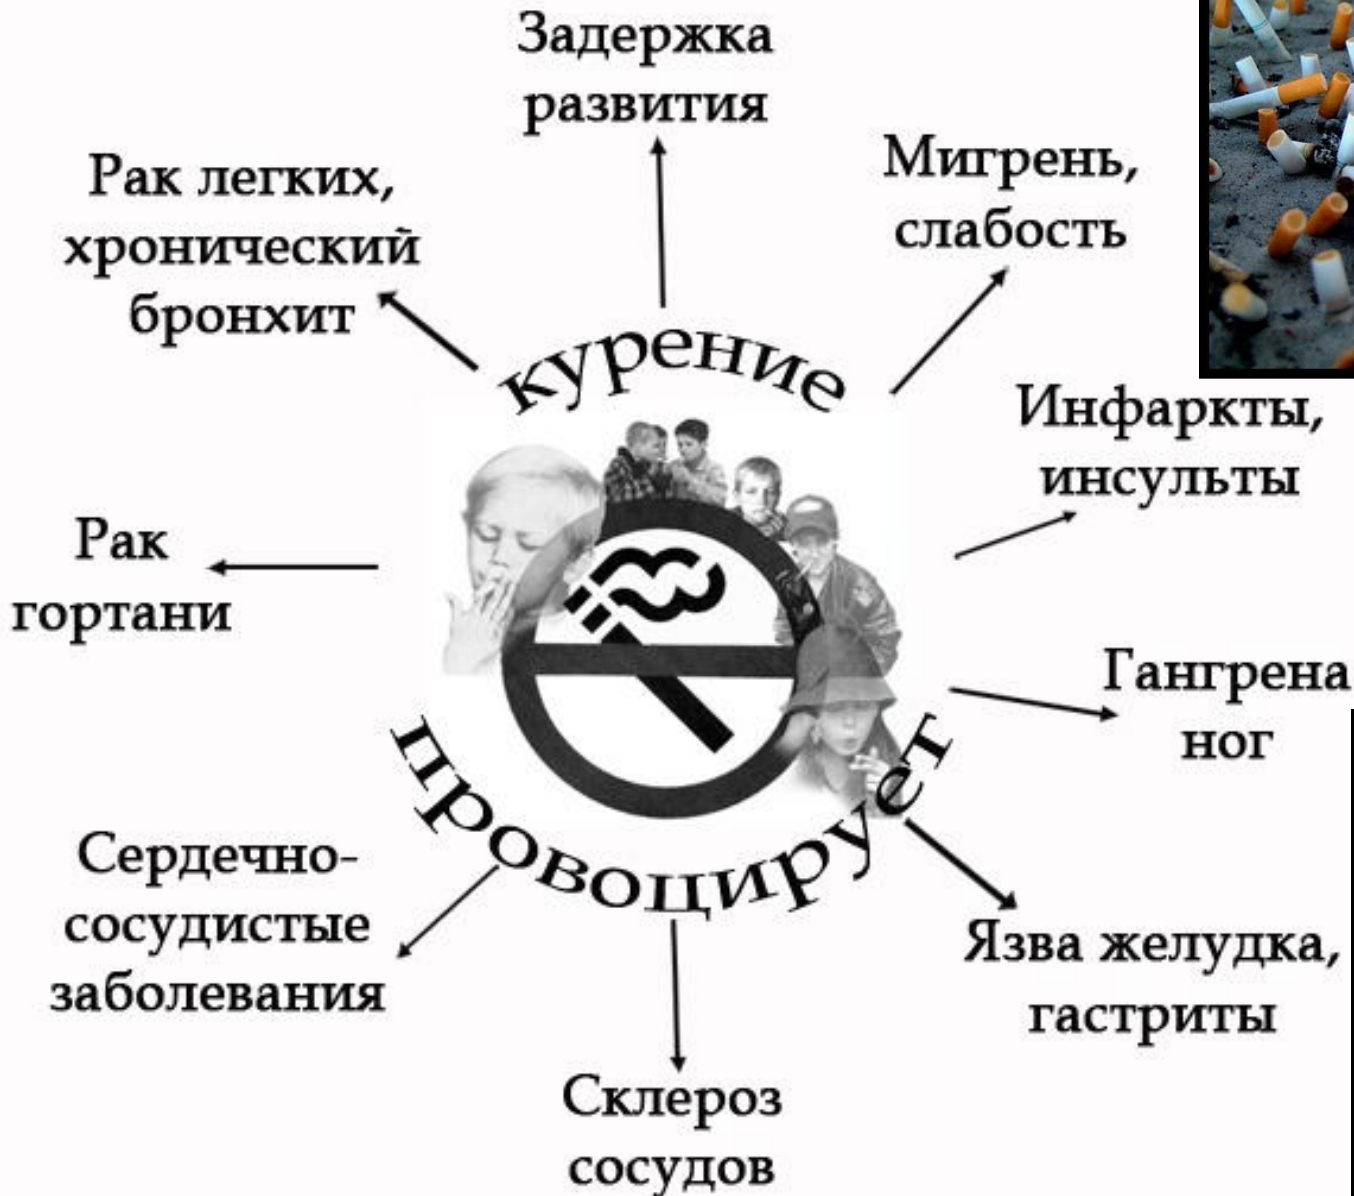 Задержка
развития
Рак легких,
хронический
бронхит
Мигрень,
слабость
курение
Инфаркты,
инсульты
Рак
гортани
Гангрена
ног
провоцирует
Сердечно-
сосудистые
заболевания
Язва желудка,
гастриты
Склероз
сосудов